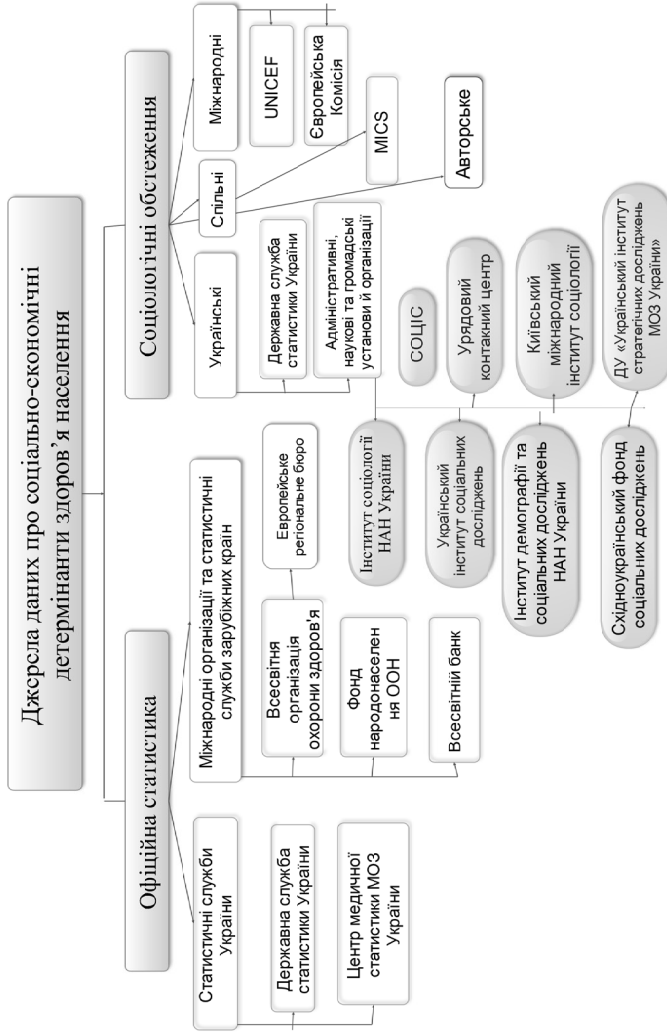 Джерела даних про соціально-економічні
детермінанти здоров’я населення
Офіційна статистика
Соціологічні обстеження
Статистичні служби
України
Міжнародні організації та статистичні
служби зарубіжних країн
Українські
Спільні
Міжнародні
Державна служба
статистики України
Центр медичної
статистики МОЗ
України
Всесвітня
організація
охорони здоров'я
Европейське
регіональне бюро
Фонд
народонаселен
ня ООН
Всесвітній банк
Державна служба
статистики України
Адміністративні,
наукові та громадські
установи й організації
UNICEF
Європейська
Комісія
MICS
Авторське
Інститут соціології
НАН України
СОЦІС
Український
інститут соціальних
досліджень
Урядовий
контакний центр
Інститут демографії та
соціальних досліджень
НАН України
Київський
міжнародний
інститут соціології
Східноукраїнський фонд
соціальних досліджень
ДУ «Український інститут
стратегічних досліджень
МОЗ України»